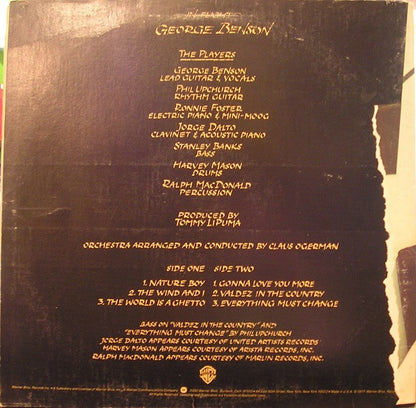 IN FLIGHT
GEORGE BENSON
THE PLAYERS
GEORGE BENSON
LEAD GUITAR & VOCALS
PHIL UPCHURCH
RHYTHM GUITAR
RONNIE FOSTER
ELECTRIC PIANO & MINI-MOOG
JORGE DALTO
CLAVINET & ACOUSTIC PIANO
STANLEY BANKS
BASS
HARVEY MASON
DRUMS
RALPH MACDONALD
PERCUSSION
PRODUCED BY
TOMMY LIPUMA
ORCHESTRA ARRANGED AND CONDUCTED BY CLAUS OGERMAN
SIDE ONE SIDE TWO
1. NATURE BOY 1. GONNA LOVE YOU MORE
2. THE WIND AND I 2. VALDEZ IN THE COUNTRY
3. THE WORLD IS A GHETTO 3. EVERYTHING MUST CHANGE
BASS ON "VALDEZ IN THE COUNTRY" AND
"EVERYTHING MUST CHANGE" BY PHIL UPCHURCH
JORGE DALTO APPEARS COURTESY OF UNITED ARTISTS RECORDS
HARVEY MASON APPEARS COURTESY OF ARISTA RECORDS, INC.
RALPH MACDONALD APPEARS COURTESY OF MARLIN RECORDS, INC.